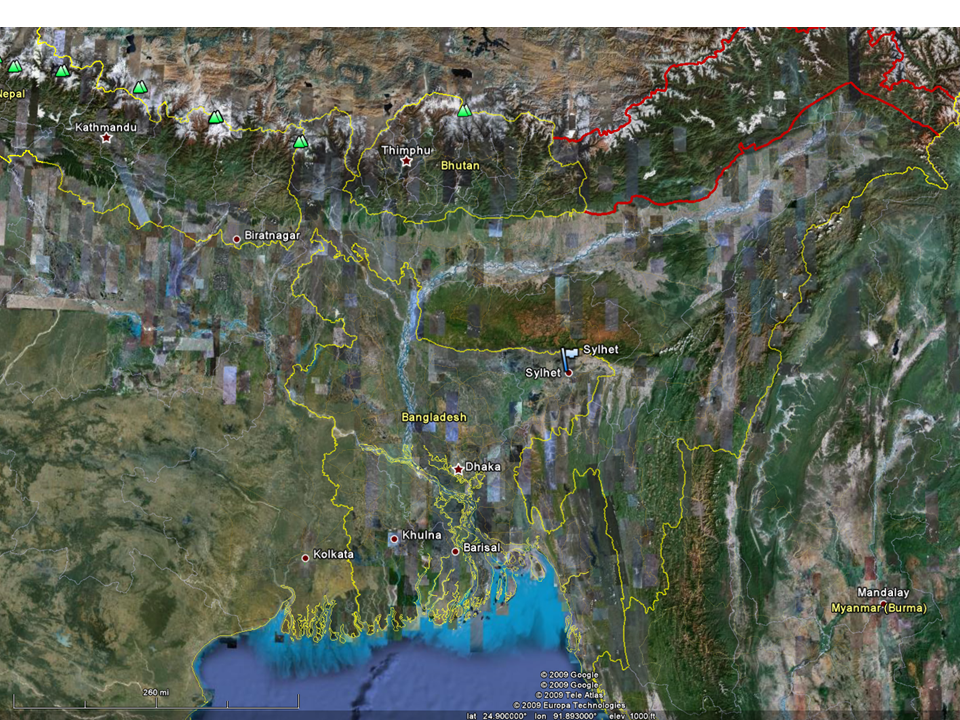 Nepal
Kathmandu
Thimphu
Bhutan
Biratnagar
Sylhet
Sylhet
Bangladesh
Dhaka
Khulna
Barisal
Kolkata
Mandalay
Myanmar (Burma)
260 mi
© 2009 Google
© 2009 Google
© 2009 Tele Atlas
© 2009 Europa Technologies
lat 24.900000° lon 91.893000° elev 1000 ft